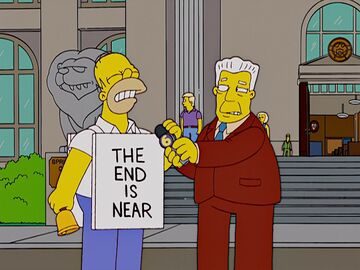 THE
END
IS
NEAR